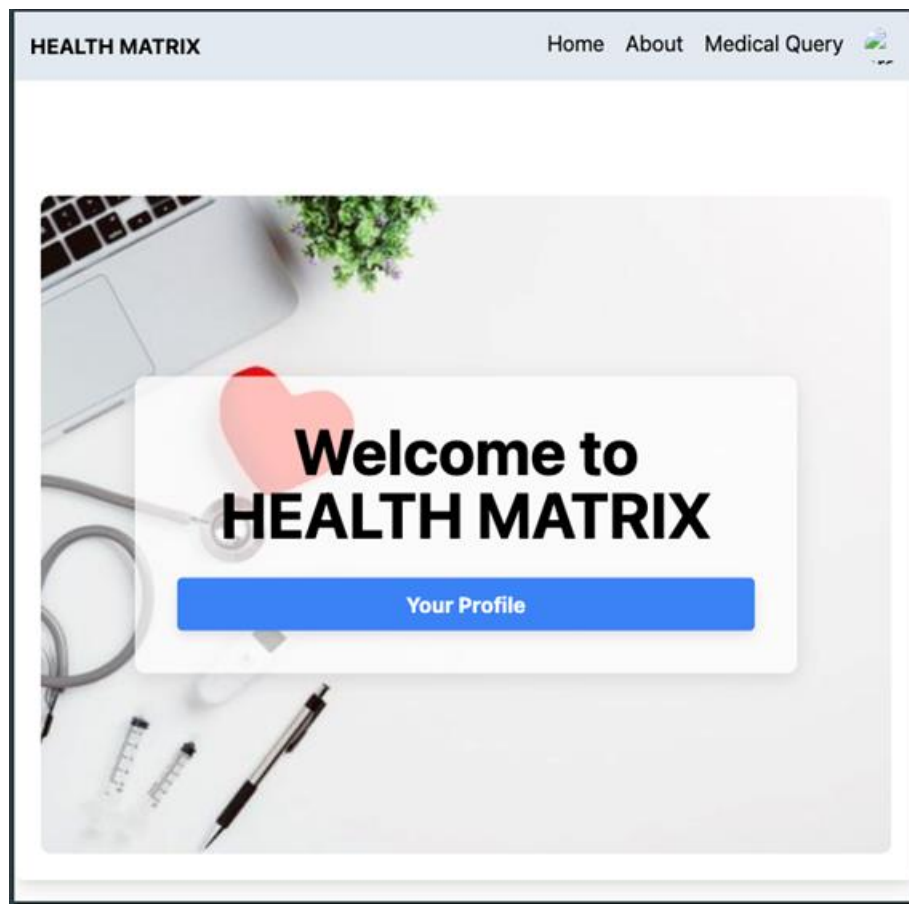 HEALTH MATRIX
Home About Medical Query
Welcome to
HEALTH MATRIX
Your Profile